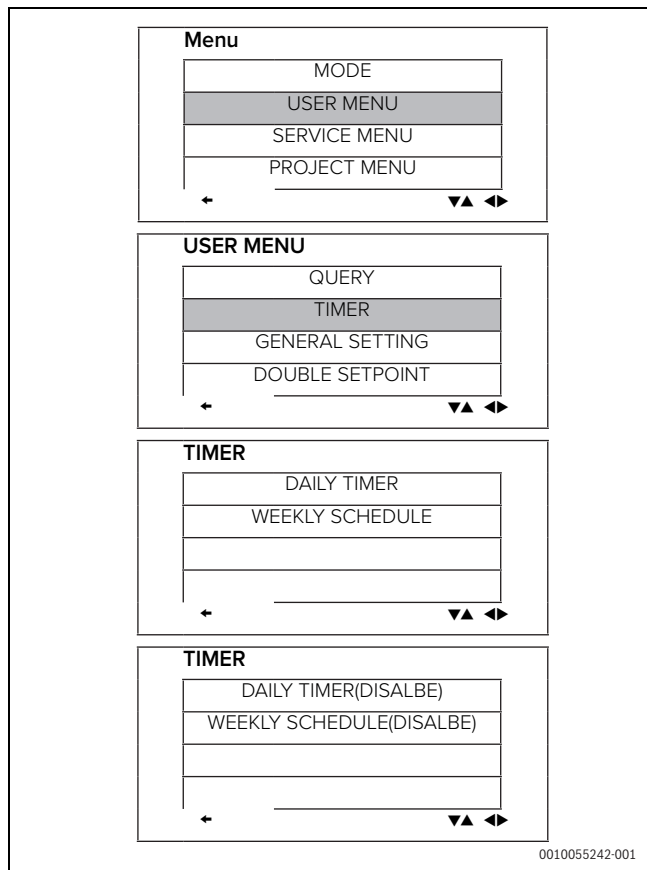 Menu
MODE
USER MENU
SERVICE MENU
PROJECT MENU
USER MENU
QUERY
TIMER
GENERAL SETTING
DOUBLE SETPOINT
TIMER
DAILY TIMER
WEEKLY SCHEDULE
TIMER
DAILY TIMER(DISALBE)
WEEKLY SCHEDULE(DISALBE)
0010055242-001